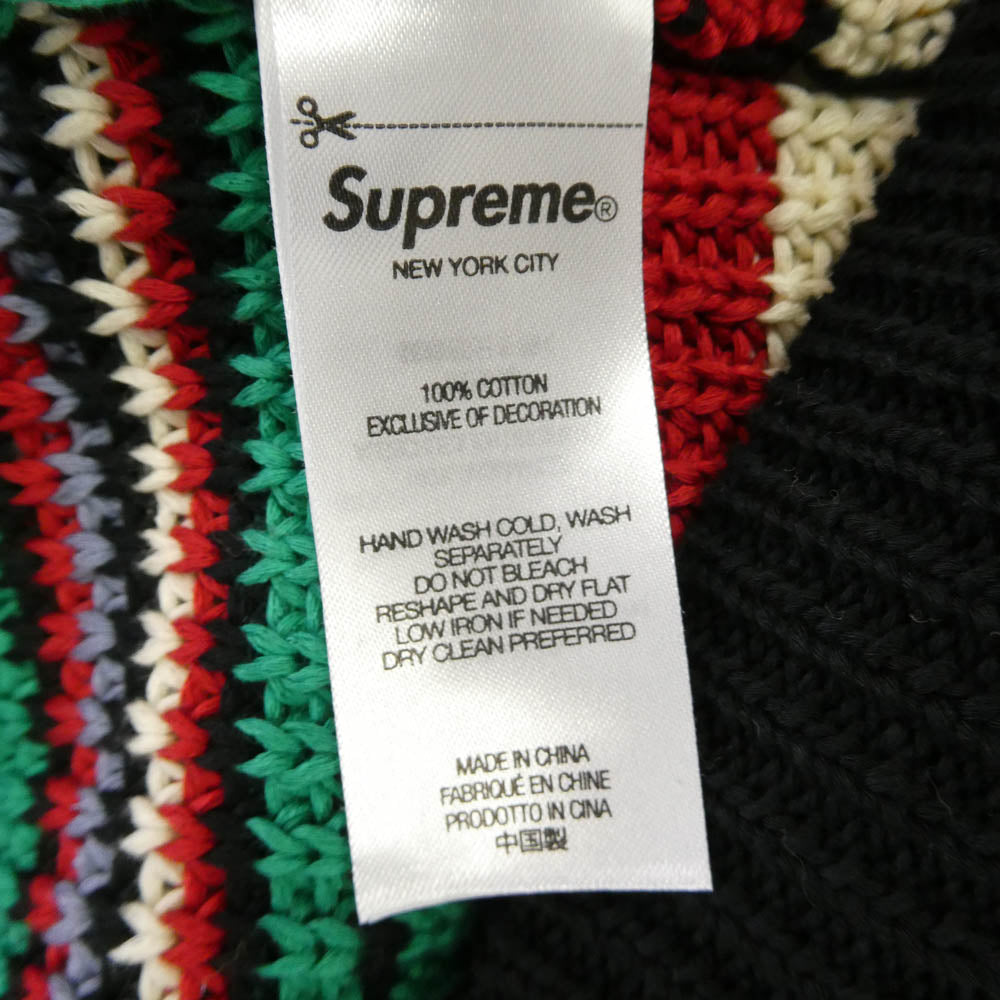 Supreme®
NEW YORK CITY
100% COTTON
EXCLUSIVE OF DECORATION
HAND WASH COLD, WASH
SEPARATELY
DO NOT BLEACH
RESHAPE AND DRY FLAT
LOW IRON IF NEEDED
DRY CLEAN PREFERRED
MADE IN CHINA
FABRIQUÉ EN CHINE
PRODOTTO IN CINA
中国製